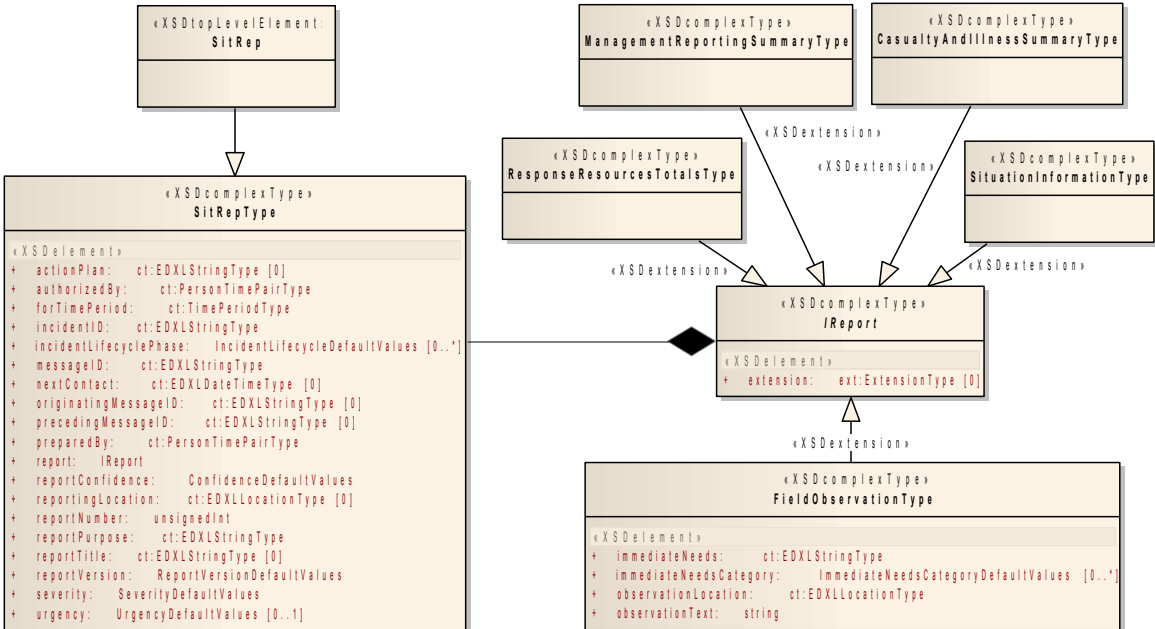 «XSDtopLevelElement
SitRep
«XSDcomplexType»
SitRepType
«XSDelement»
+ actionPlan: ct:EDXLStringType [0]
+ authorizedBy: ct:PersonTimePairType
+ forTimePeriod: ct:TimePeriodType
+ incidentID: ct:EDXLStringType
+ incidentLifecyclePhase: IncidentLifecycleDefaultValues [0..*]
+ messageID: ct:EDXLStringType
+ nextContact: ct:EDXLDateTimeType [0]
+ originatingMessageID: ct:EDXLStringType [0]
+ precedingMessageID: ct:EDXLStringType [0]
+ preparedBy: ct:PersonTimePairType
+ report: IReport
+ reportConfidence: ConfidenceDefaultValues
+ reportingLocation: ct:EDXLLocationType [0]
+ reportNumber: unsignedInt
+ reportPurpose: ct:EDXLStringType
+ reportTitle: ct:EDXLStringType [0]
+ reportVersion: ReportVersionDefaultValues
+ severity: SeverityDefaultValues
+ urgency: UrgencyDefaultValues [0..1]
«XSDcomplexType»
ManagementReportingSummaryType
«XSDcomplexType»
CasualtyAndIllnessSummaryType
«XSDextension»
«XSDextension»
«XSDcomplexType»
ResponseResourcesTotalsType
«XSDcomplexType»
SituationInformationType
«XSDextension»
«XSDextension»
«XSDcomplexType»
IReport
«XSDelement»
+ extension: ext:ExtensionType [0]
«XSDextension»
«XSDcomplexType»
FieldObservationType
«XSDelement»
+ immediateNeeds: ct:EDXLStringType
+ immediateNeedsCategory: ImmediateNeedsCategoryDefaultValues [0..*]
+ observationLocation: ct:EDXLLocationType
+ observationText: string